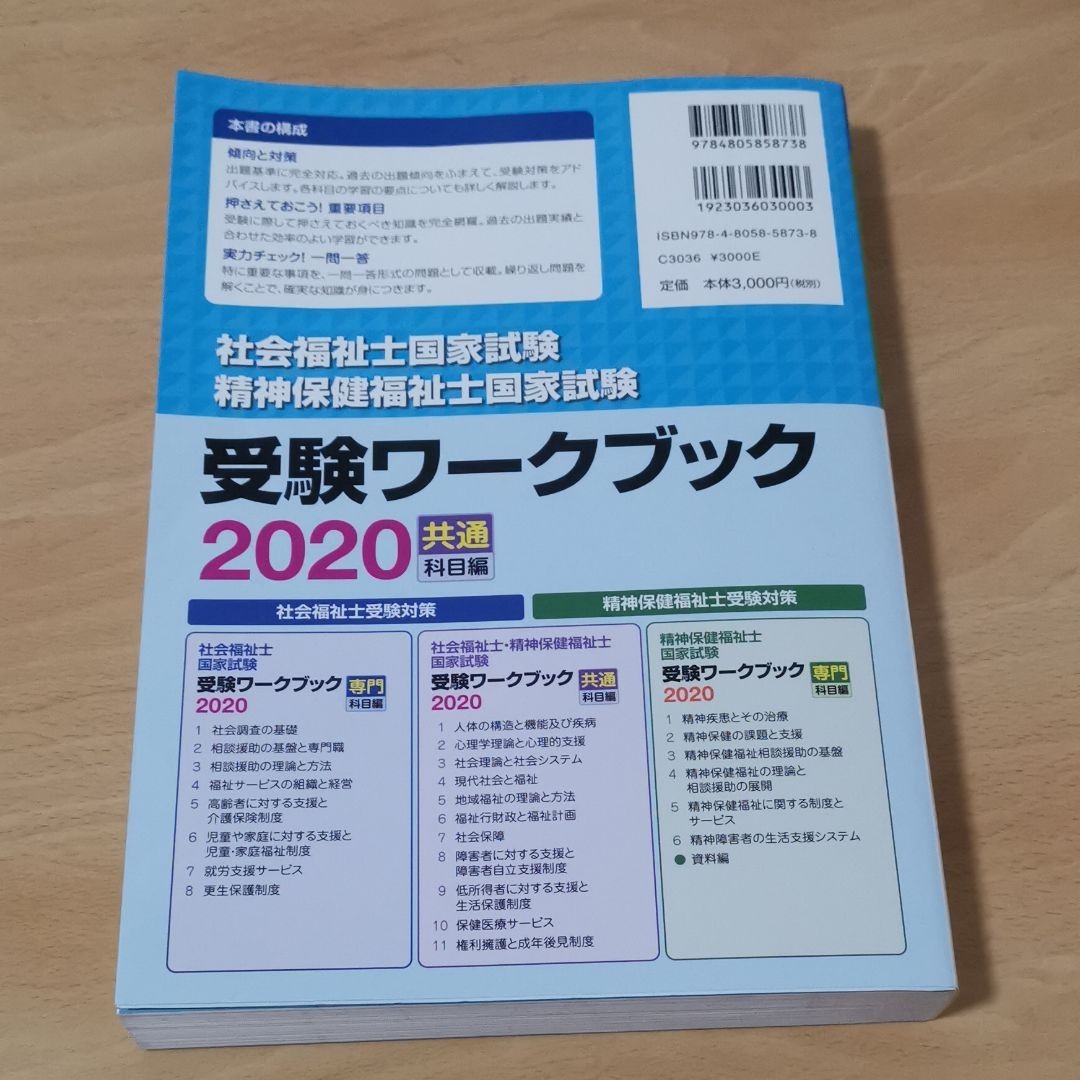 本書の構成
傾向と対策
出題基準に完全対応。過去の出題傾向をふまえて、受験対策をアド
バイスします。各科目の学習の要点についても詳しく解説します。
押さえておこう! 重要項目
受験に際して押さえておくべき知識を完全網羅。過去の出題実績と
合わせた効率のよい学習ができます。
実力チェック! 一問一答
特に重要な事項を、一問一答形式の問題として収載。繰り返し問題を
解くことで、確実な知識が身につきます。
9784805858738
1923036030003
ISBN978-4-8058-5873-8
C3036 ¥3000E
定価 本体3,000円(税別)
社会福祉士国家試験
精神保健福祉士国家試験
受験ワークブック
2020 共通
科目編
社会福祉士受験対策
精神保健福祉士受験対策
社会福祉士
国家試験
受験ワークブック 専門
2020 科目編
1 社会調査の基礎
2 相談援助の基盤と専門職
3 相談援助の理論と方法
4 福祉サービスの組織と経営
5 高齢者に対する支援と
介護保険制度
6 児童や家庭に対する支援と
児童・家庭福祉制度
7 就労支援サービス
8 更生保護制度
社会福祉士・精神保健福祉士
国家試験
受験ワークブック 共通
2020 科目編
1 人体の構造と機能及び疾病
2 心理学理論と心理的支援
3 社会理論と社会システム
4 現代社会と福祉
5 地域福祉の理論と方法
6 福祉行財政と福祉計画
7 社会保障
8 障害者に対する支援と
障害者自立支援制度
9 低所得者に対する支援と
生活保護制度
10 保健医療サービス
11 権利擁護と成年後見制度
精神保健福祉士
国家試験
受験ワークブック 専門
2020 科目編
1 精神疾患とその治療
2 精神保健の課題と支援
3 精神保健福祉相談援助の基盤
4 精神保健福祉の理論と
相談援助の展開
5 精神保健福祉に関する制度と
サービス
6 精神障害者の生活支援システム
● 資料編